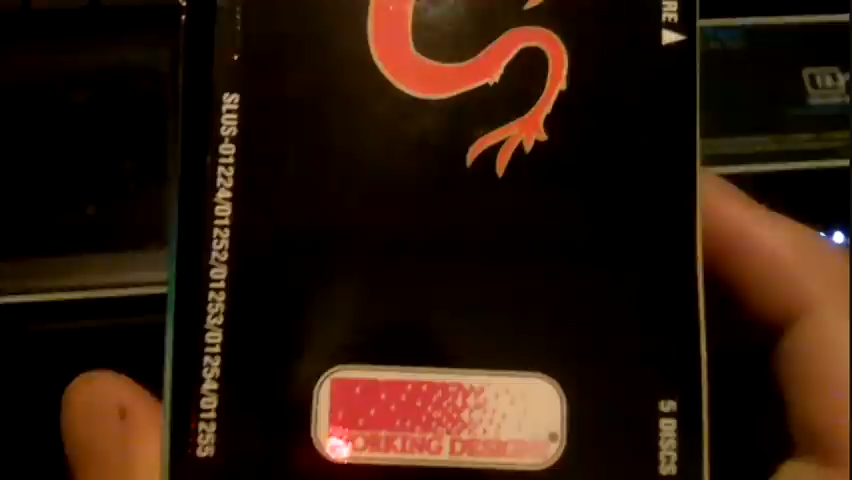 RE ▲
SLUS-01224/01252/01253/01254/01255
WORKING DESIGNS
5 DISCS